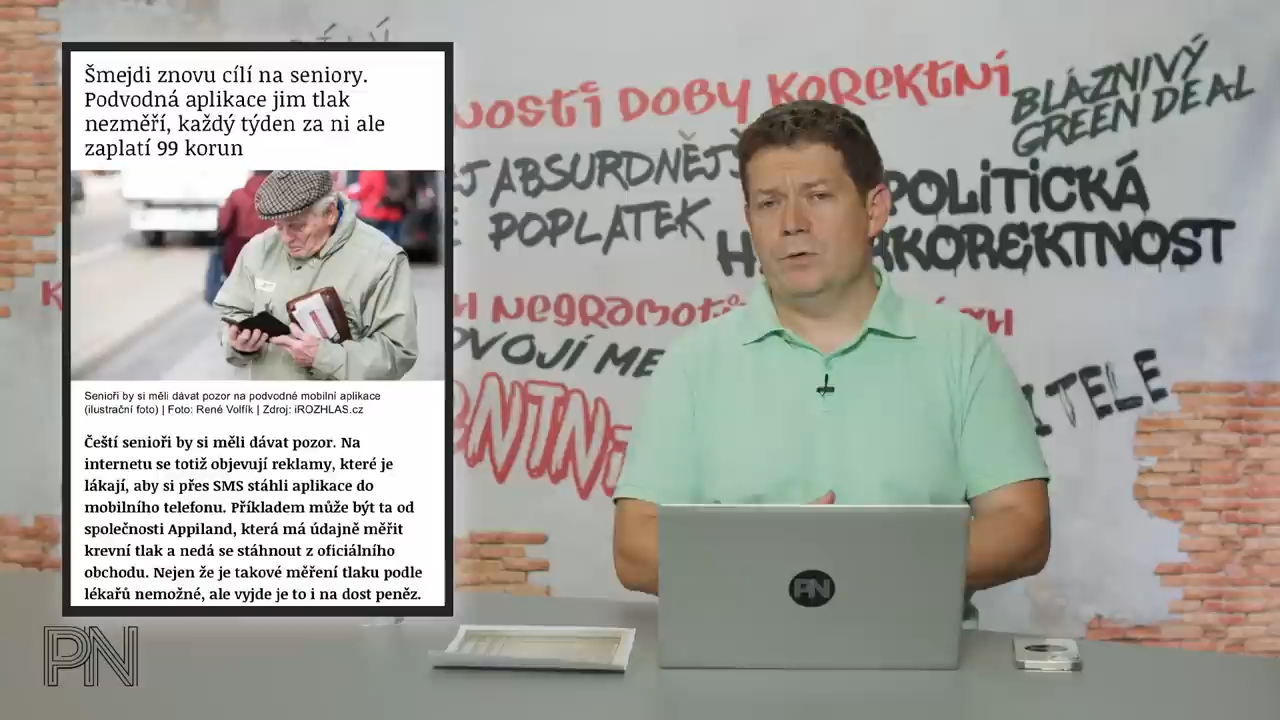 Šmejdi znovu cílí na seniory.
Podvodná aplikace jim tlak
nezměří, každý týden za ni ale
zaplatí 99 korun
Senioři by si měli dávat pozor na podvodné mobilní aplikace
(ilustrační foto) | Foto: René Volfík | Zdroj: iROZHLAS.cz
Čeští senioři by si měli dávat pozor. Na
internetu se totiž objevují reklamy, které je
lákají, aby si přes SMS stáhli aplikace do
mobilního telefonu. Příkladem může být ta od
společnosti Appiland, která má údajně měřit
krevní tlak a nedá se stáhnout z oficiálního
obchodu. Nejen že je takové měření tlaku podle
lékařů nemožné, ale vyjde je to i na dost peněz.
DOBY KOREKTNÍ
BLÁZNIVÝ
GREEN DEAL
POPLATEK
POLITICKÁ
PN
PN